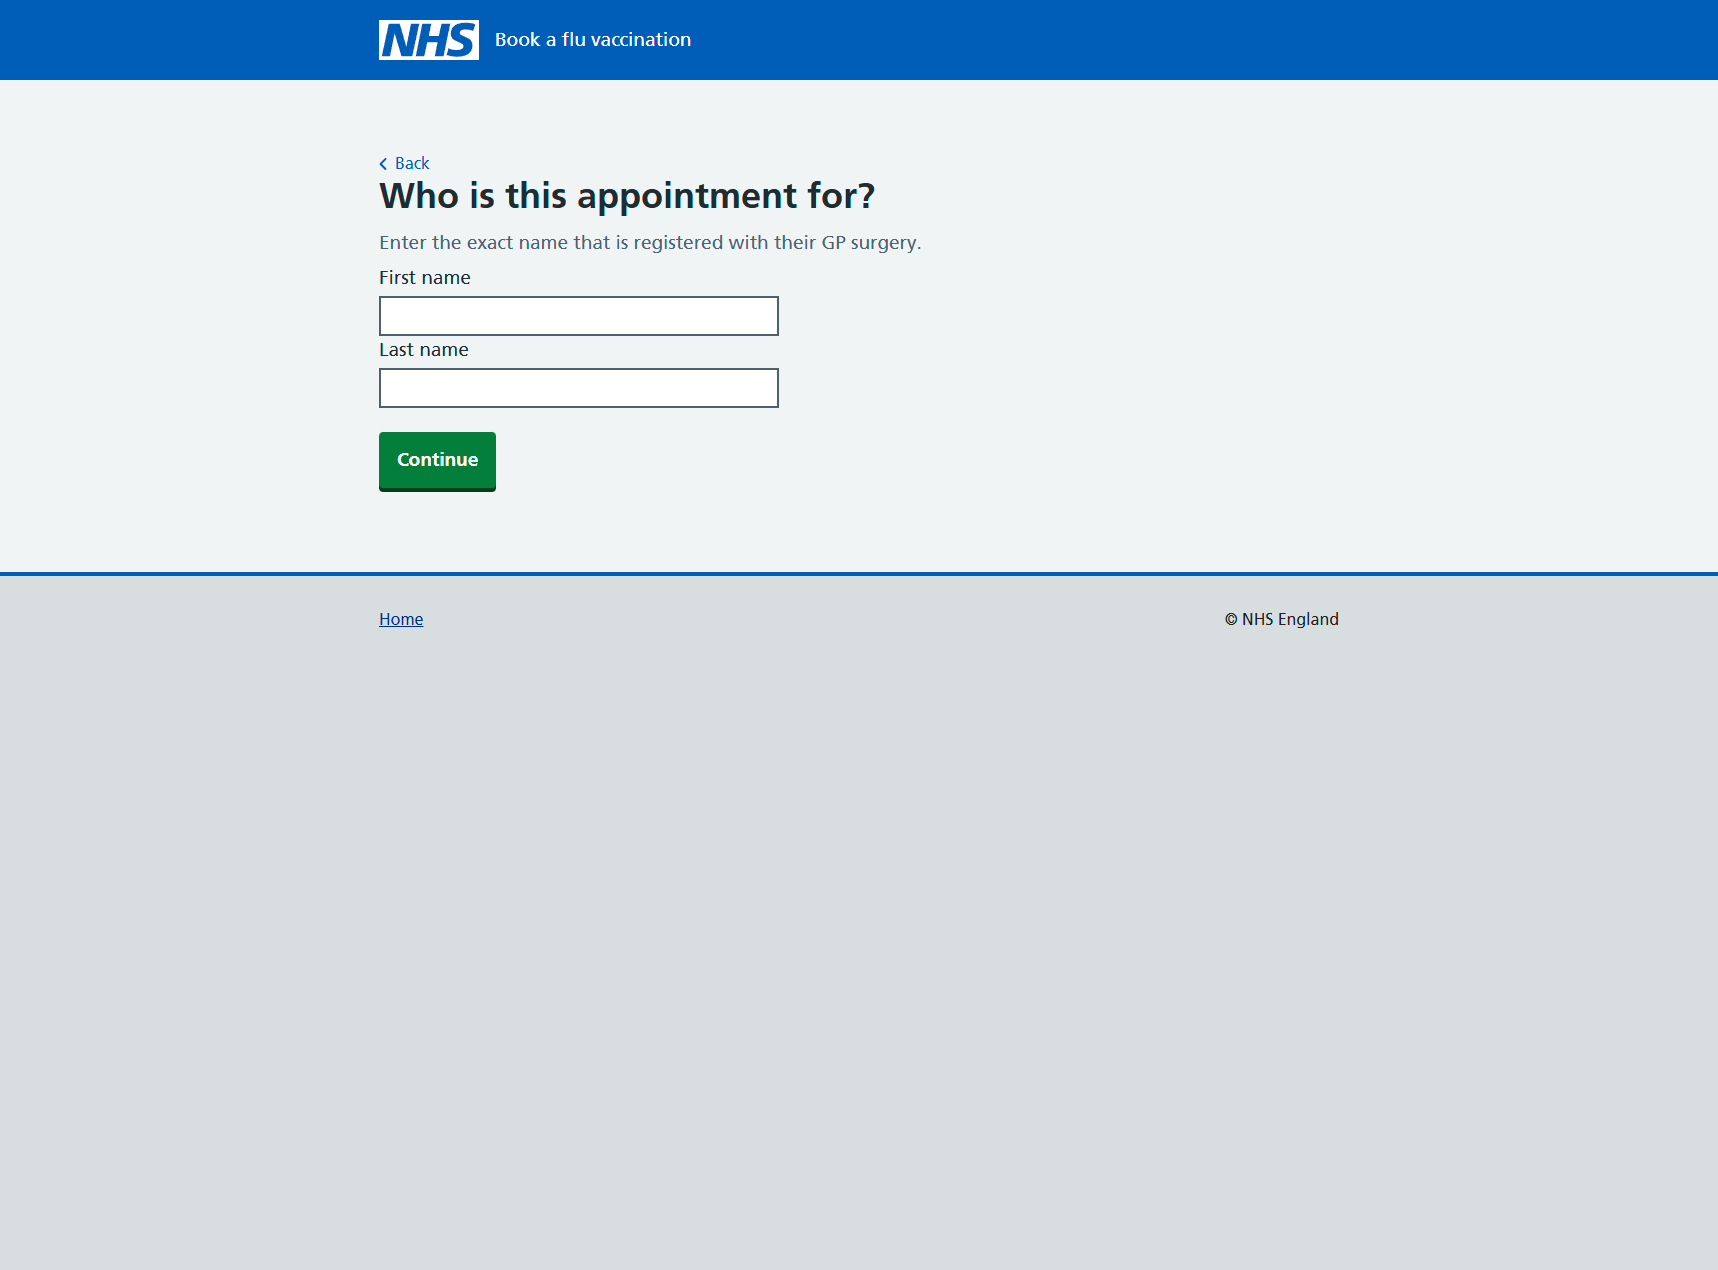 NHS Book a flu vaccination
Back
Who is this appointment for?
Enter the exact name that is registered with their GP surgery.
First name
Last name
Continue
Home
© NHS England